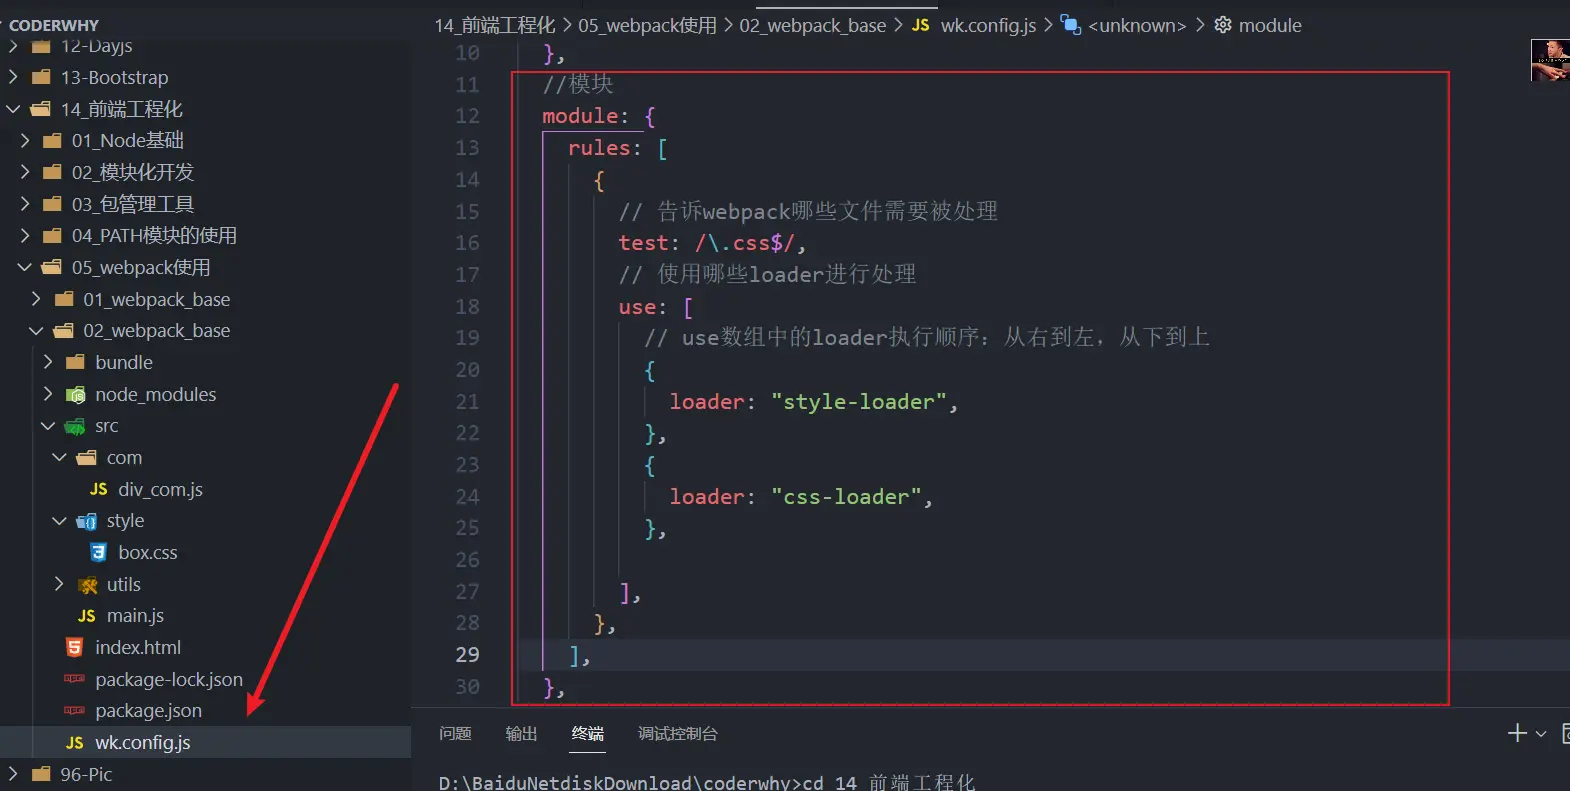 CODERWHY
12-Dayjs
13-Bootstrap
14_前端工程化
01_Node基础
02_模块化开发
03_包管理工具
04_PATH模块的使用
05_webpack使用
01_webpack_base
02_webpack_base
bundle
node_modules
src
com
JS div_com.js
style
box.css
utils
JS main.js
index.html
package-lock.json
package.json
JS wk.config.js
96-Pic
14_前端工程化 > 05_webpack使用 > 02_webpack_base > JS wk.config.js > <unknown> > module
10 },
11 //模块
12 module: {
13 rules: [
14 {
15 // 告诉webpack哪些文件需要被处理
16 test: /\.css$/,
17 // 使用哪些loader进行处理
18 use: [
19 // use数组中的loader执行顺序：从右到左，从下到上
20 {
21 loader: "style-loader",
22 },
23 {
24 loader: "css-loader",
25 },
26
27 ],
28 },
29 ],
30 },
问题 输出 终端 调试控制台
D:\BaiduNetdiskDownload\coderwhy>cd 14_前端工程化